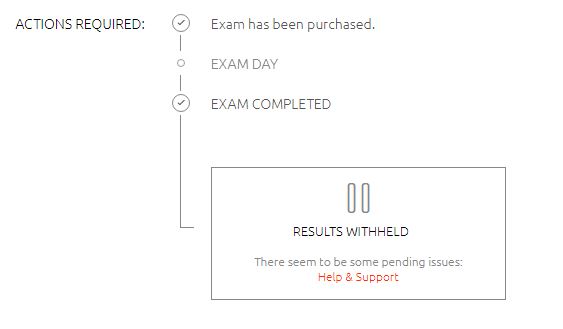 ACTIONS REQUIRED:
Exam has been purchased.
EXAM DAY
EXAM COMPLETED
RESULTS WITHHELD
There seem to be some pending issues:
Help & Support